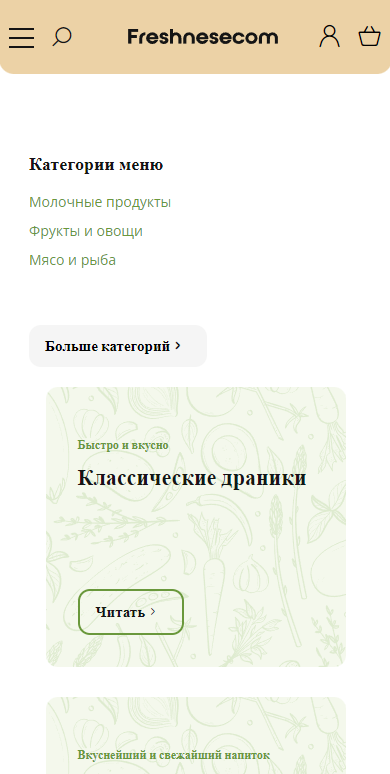 Freshnesecom
Категории меню
Молочные продукты
Фрукты и овощи
Мясо и рыба
Больше категорий
Быстро и вкусно
Классические драники
Читать
Вкуснейший и свежайший напиток